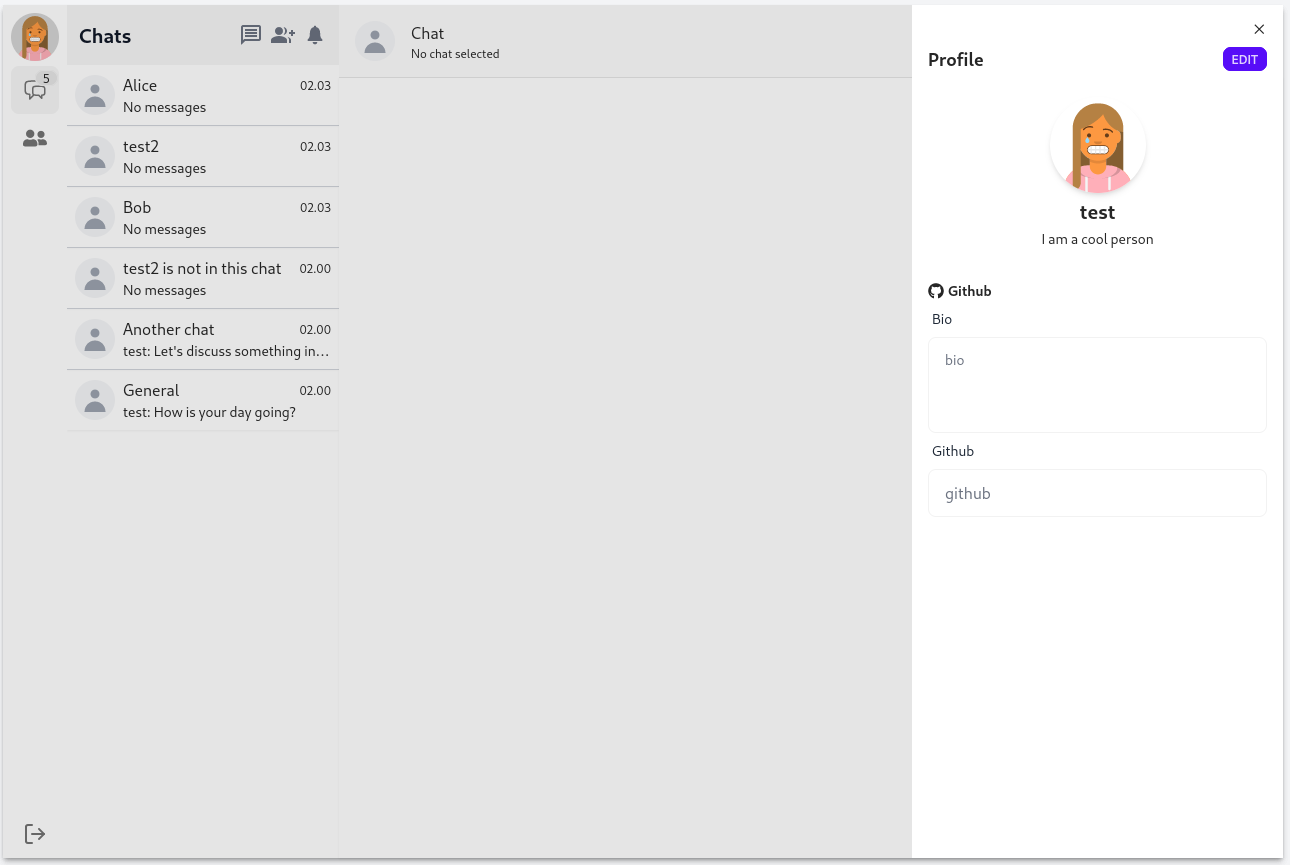 Chats
5
Alice 02.03
No messages
test2 02.03
No messages
Bob 02.03
No messages
test2 is not in this chat 02.00
No messages
Another chat 02.00
test: Let's discuss something in...
General 02.00
test: How is your day going?
Chat
No chat selected
Profile
EDIT
test
I am a cool person
Github
Bio
bio
Github
github